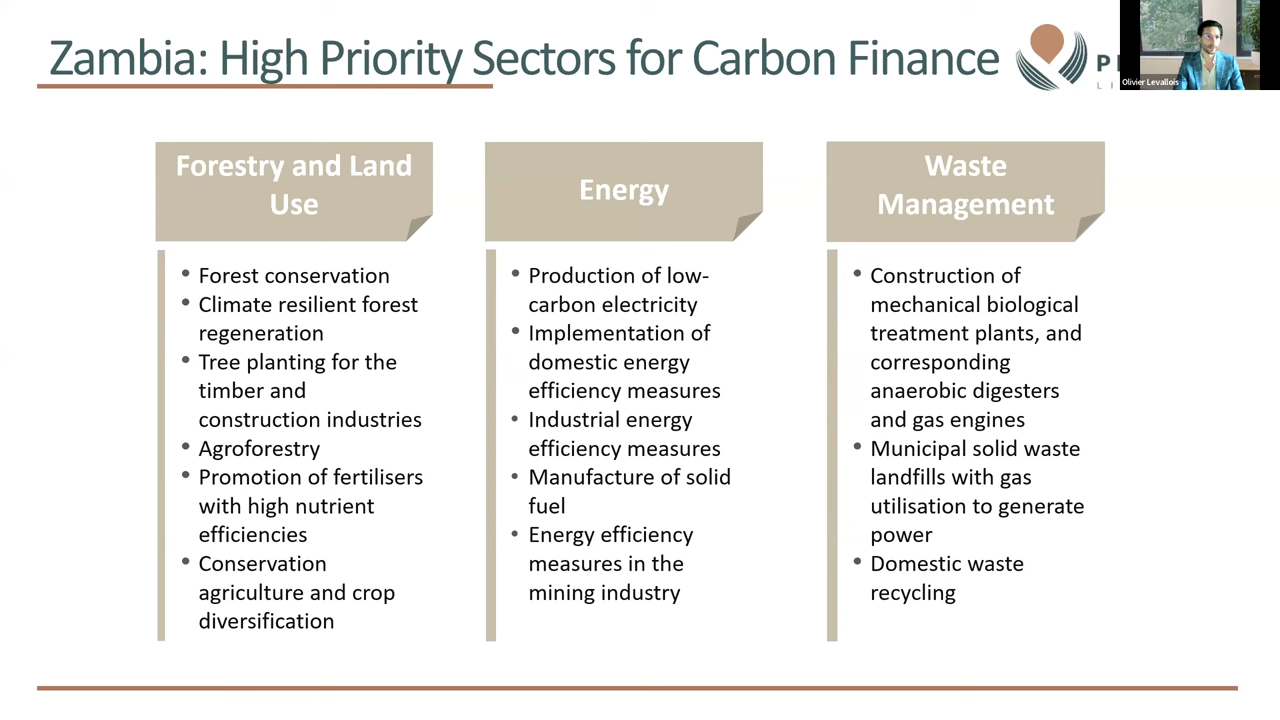 Zambia: High Priority Sectors for Carbon Finance
Olivier Levallois
Forestry and Land
Use
• Forest conservation
• Climate resilient forest
regeneration
• Tree planting for the
timber and
construction industries
• Agroforestry
• Promotion of fertilisers
with high nutrient
efficiencies
• Conservation
agriculture and crop
diversification
Energy
• Production of low-
carbon electricity
• Implementation of
domestic energy
efficiency measures
• Industrial energy
efficiency measures
• Manufacture of solid
fuel
• Energy efficiency
measures in the
mining industry
Waste
Management
• Construction of
mechanical biological
treatment plants, and
corresponding
anaerobic digesters
and gas engines
• Municipal solid waste
landfills with gas
utilisation to generate
power
• Domestic waste
recycling